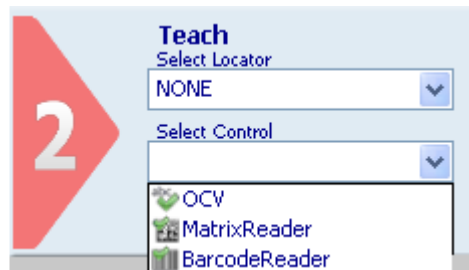 Teach
Select Locator
NONE
2
Select Control
OCV
MatrixReader
BarcodeReader